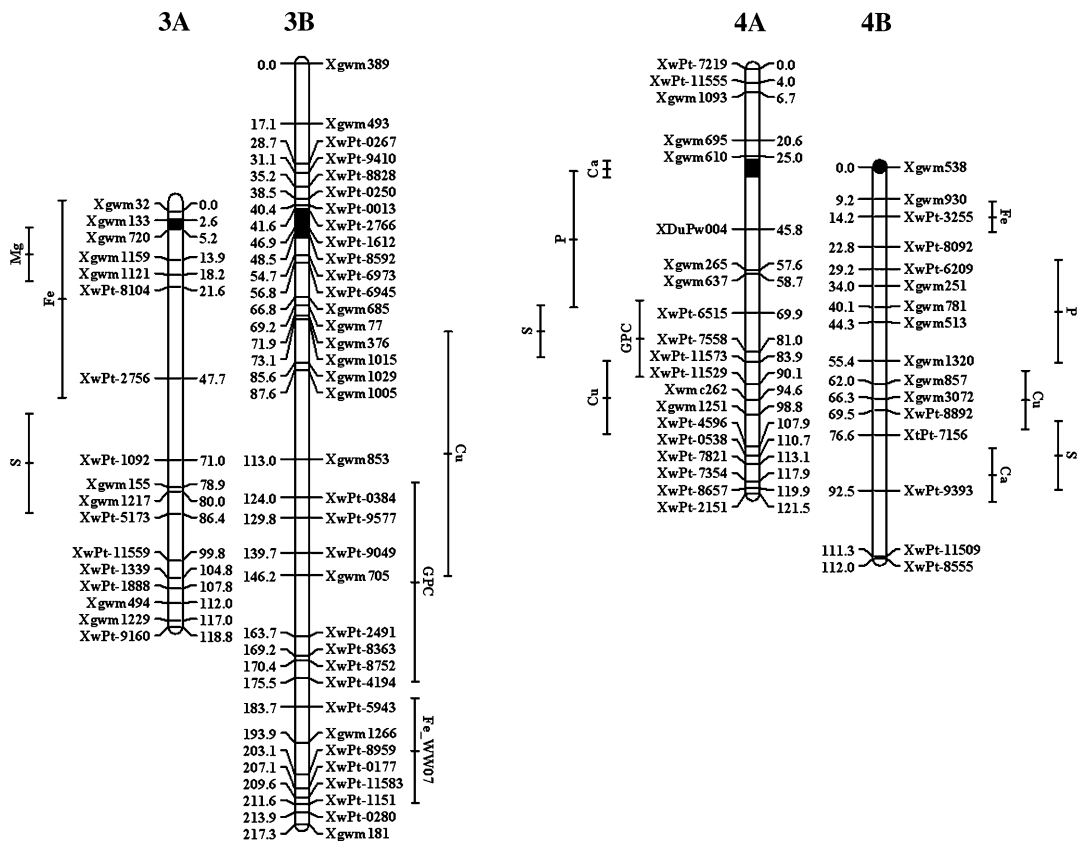 3A
Xgwm32 0.0
Xgwm133 2.6
Xgwm720 5.2
Xgwm1159 13.9
Xgwm1121 18.2
XwPt-8104 21.6
XwPt-2756 47.7
XwPt-1092 71.0
Xgwm155 78.9
Xgwm1217 80.0
XwPt-5173 86.4
XwPt-11559 99.8
XwPt-1339 104.8
XwPt-1888 107.8
Xgwm494 112.0
Xgwm1229 117.0
XwPt-9160 118.8
Mg
Fe
S
3B
0.0 Xgwm389
17.1 Xgwm493
28.7 XwPt-0267
31.1 XwPt-9410
35.2 XwPt-8828
38.5 XwPt-0250
40.4 XwPt-0013
41.6 XwPt-2766
46.9 XwPt-1612
48.5 XwPt-8592
54.7 XwPt-6973
56.8 XwPt-6945
66.8 Xgwm685
69.2 Xgwm77
71.9 Xgwm376
73.1 Xgwm1015
85.6 Xgwm1029
87.6 Xgwm1005
113.0 Xgwm853
124.0 XwPt-0384
129.8 XwPt-9577
139.7 XwPt-9049
146.2 Xgwm705
163.7 XwPt-2491
169.2 XwPt-8363
170.4 XwPt-8752
175.5 XwPt-4194
183.7 XwPt-5943
193.9 Xgwm1266
203.1 XwPt-8959
207.1 XwPt-0177
209.6 XwPt-11583
211.6 XwPt-1151
213.9 XwPt-0280
217.3 Xgwm181
Cu
GPC
Fe_WW07
4A
XwPt-7219 0.0
XwPt-11555 4.0
Xgwm1093 6.7
Xgwm695 20.6
Xgwm610 25.0
XDuPw004 45.8
Xgwm265 57.6
Xgwm637 58.7
XwPt-6515 69.9
XwPt-7558 81.0
XwPt-11573 83.9
XwPt-11529 90.1
Xwmc262 94.6
Xgwm1251 98.8
XwPt-4596 107.9
XwPt-0538 110.7
XwPt-7821 113.1
XwPt-7354 117.9
XwPt-8657 119.9
XwPt-2151 121.5
Ca
P
S
GPC
Cu
4B
0.0 Xgwm538
9.2 Xgwm930
14.2 XwPt-3255
22.8 XwPt-8092
29.2 XwPt-6209
34.0 Xgwm251
40.1 Xgwm781
44.3 Xgwm513
55.4 Xgwm1320
62.0 Xgwm857
66.3 Xgwm3072
69.5 XwPt-8892
76.6 XtPt-7156
92.5 XwPt-9393
111.3 XwPt-11509
112.0 XwPt-8555
Fe
P
Cu
S
Ca